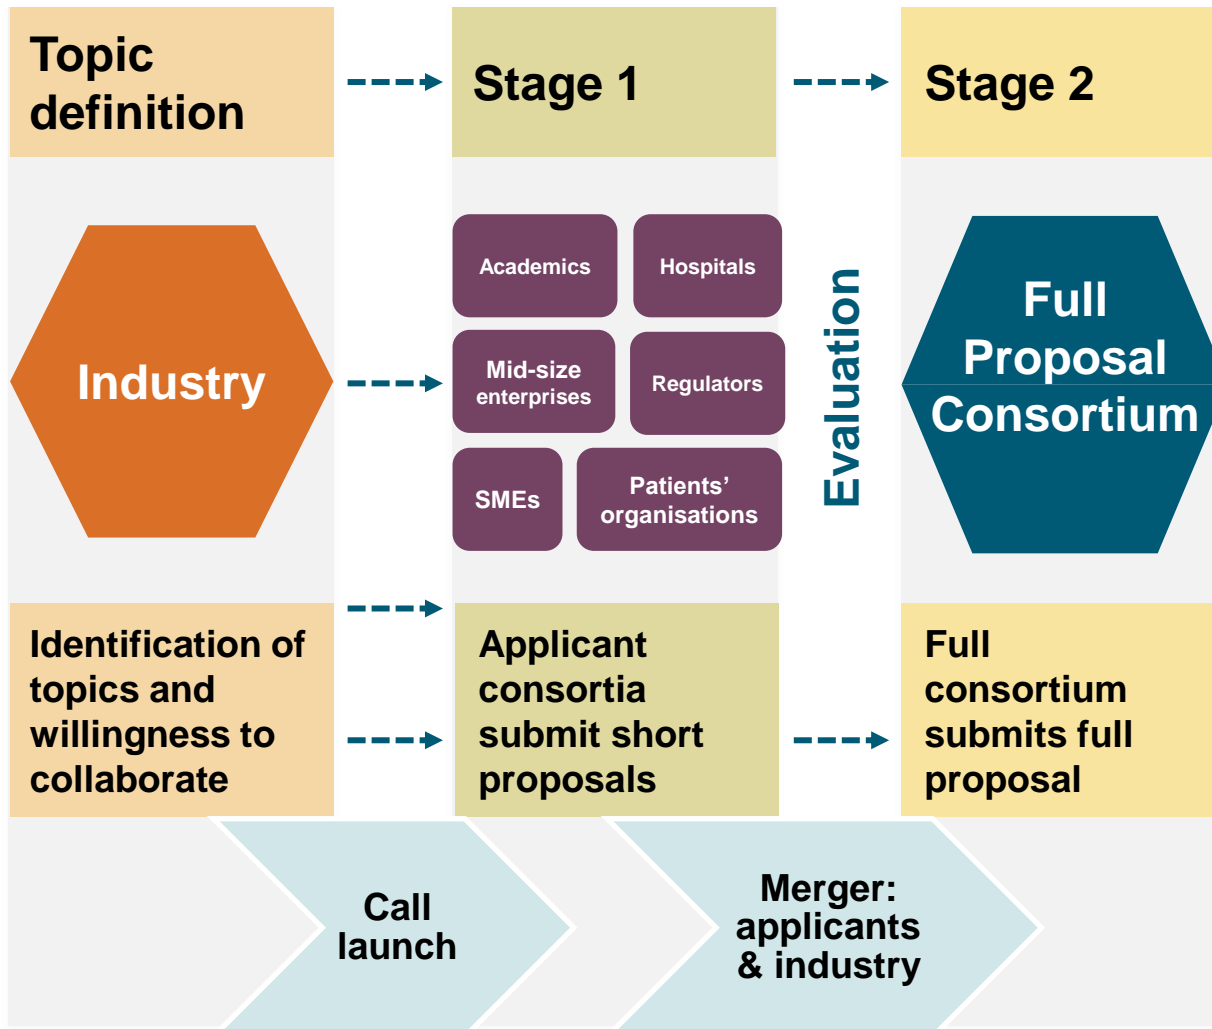 Topic
definition
Stage 1
Stage 2
Industry
Academics
Hospitals
Mid-size
enterprises
Regulators
SMEs
Patients’
organisations
Evaluation
Full
Proposal
Consortium
Identification of
topics and
willingness to
collaborate
Applicant
consortia
submit short
proposals
Full
consortium
submits full
proposal
Call
launch
Merger:
applicants
& industry